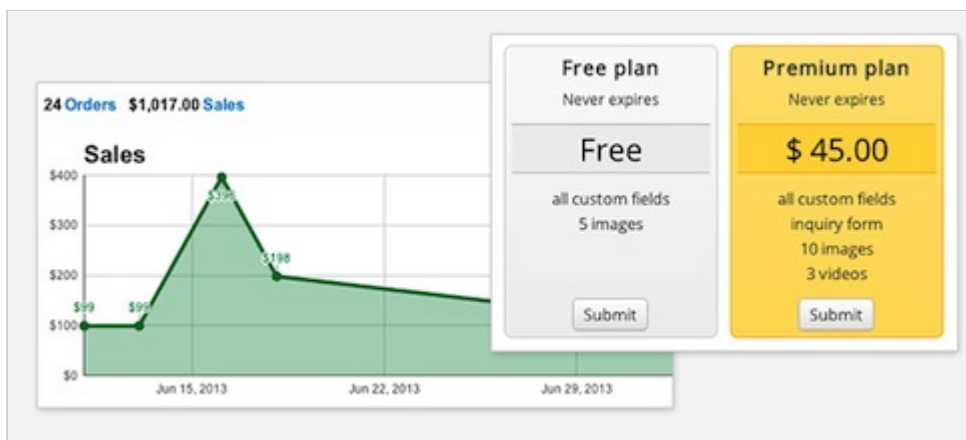 24 Orders $1,017.00 Sales
Sales
$400
$300
$200
$100
$0
$99
$99
$396
$198
Jun 15, 2013
Jun 22, 2013
Jun 29, 2013
Free plan
Never expires
Free
all custom fields
5 images
Submit
Premium plan
Never expires
$ 45.00
all custom fields
inquiry form
10 images
3 videos
Submit